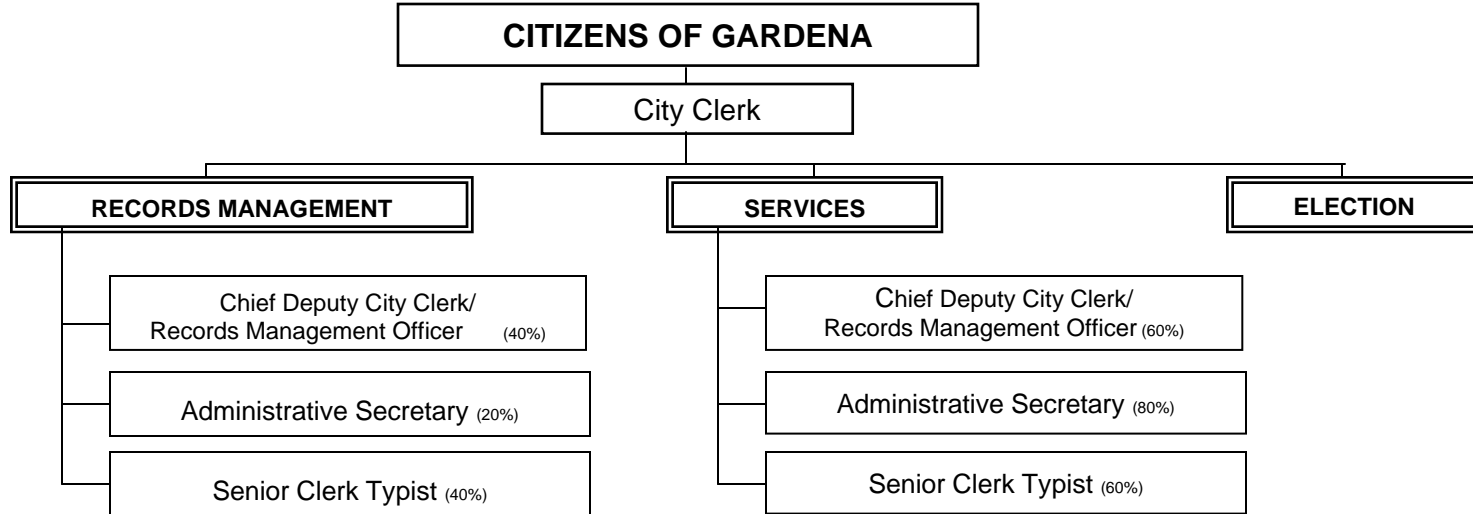 CITIZENS OF GARDENA
City Clerk
RECORDS MANAGEMENT
SERVICES
ELECTION
Chief Deputy City Clerk/
Records Management Officer (40%)
Administrative Secretary (20%)
Senior Clerk Typist (40%)
Chief Deputy City Clerk/
Records Management Officer (60%)
Administrative Secretary (80%)
Senior Clerk Typist (60%)